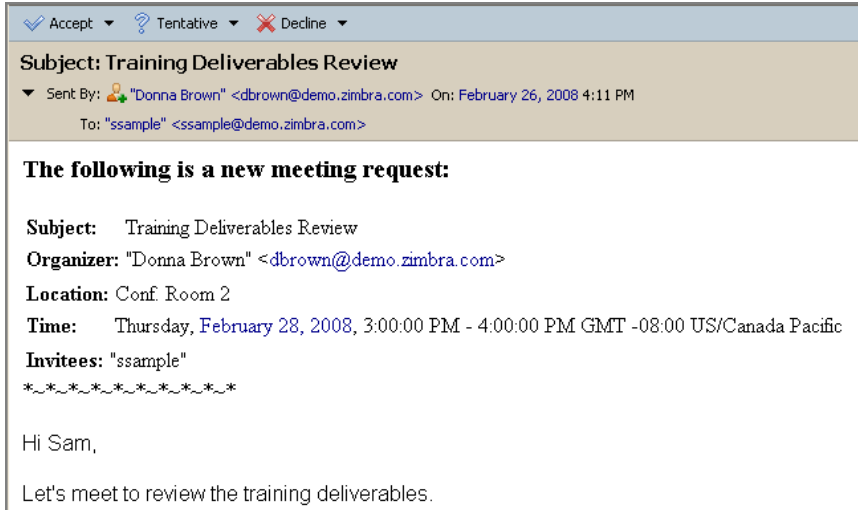 Accept Tentative Decline
Subject: Training Deliverables Review
Sent By: "Donna Brown" <dbrown@demo.zimbra.com> On: February 26, 2008 4:11 PM
To: "ssample" <ssample@demo.zimbra.com>
The following is a new meeting request:
Subject: Training Deliverables Review
Organizer: "Donna Brown" <dbrown@demo.zimbra.com>
Location: Conf. Room 2
Time: Thursday, February 28, 2008, 3:00:00 PM - 4:00:00 PM GMT -08:00 US/Canada Pacific
Invitees: "ssample"
*~*~*~*~*~*~*~*~*~*
Hi Sam,
Let's meet to review the training deliverables.